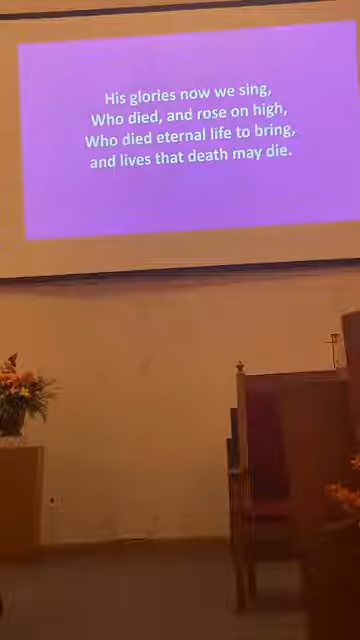 His glories now we sing,
Who died, and rose on high,
Who died eternal life to bring,
and lives that death may die.